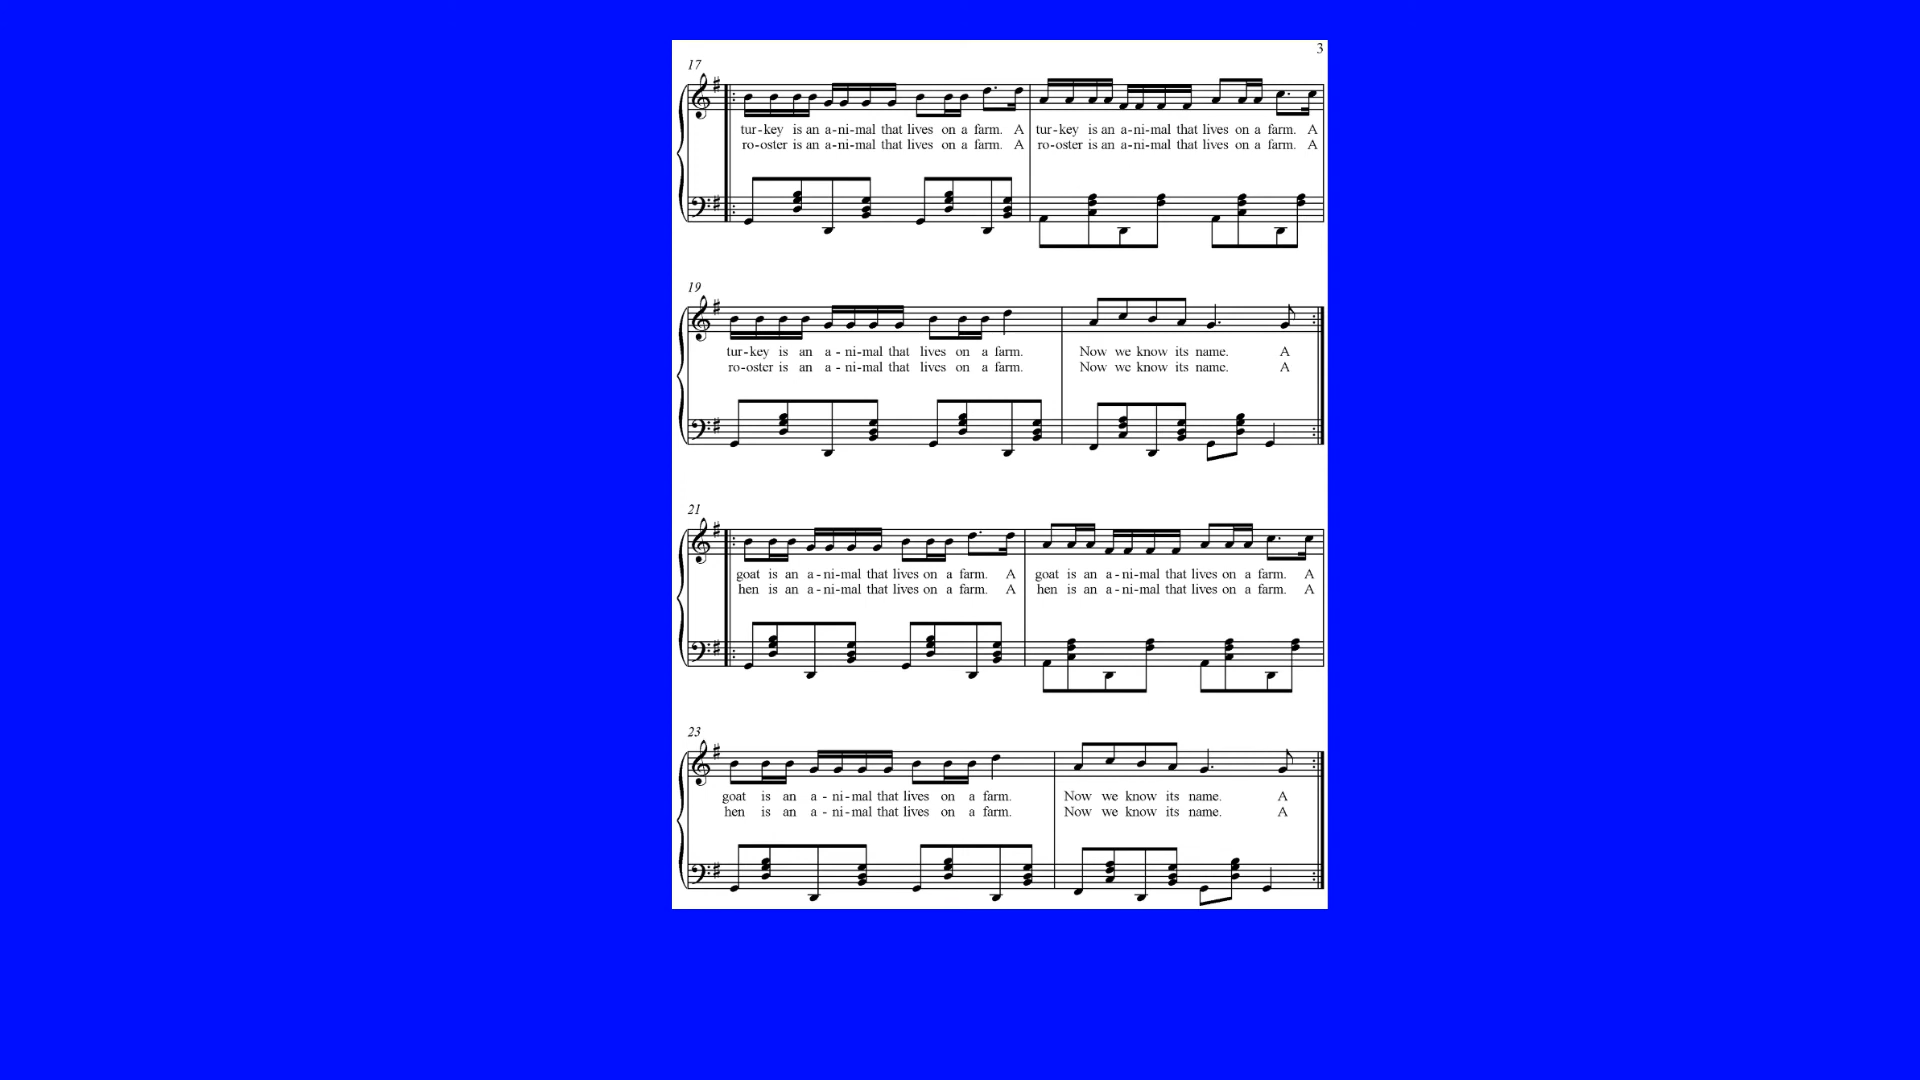 3
17
tur-key is an a-ni-mal that lives on a farm. A tur-key is an a-ni-mal that lives on a farm. A
ro-oster is an a-ni-mal that lives on a farm. A ro-oster is an a-ni-mal that lives on a farm. A
19
tur-key is an a - ni-mal that lives on a farm. Now we know its name. A
ro-oster is an a - ni-mal that lives on a farm. Now we know its name. A
21
goat is an a-ni-mal that lives on a farm. A goat is an a-ni-mal that lives on a farm. A
hen is an a-ni-mal that lives on a farm. A hen is an a-ni-mal that lives on a farm. A
23
goat is an a - ni-mal that lives on a farm. Now we know its name. A
hen is an a - ni-mal that lives on a farm. Now we know its name. A